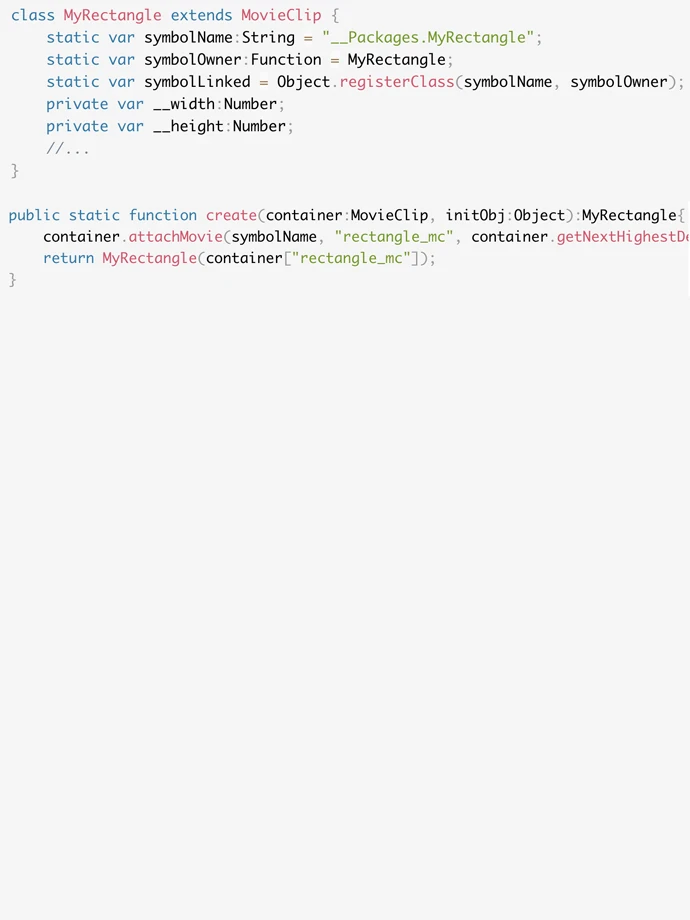 class MyRectangle extends MovieClip {
    static var symbolName:String = "__Packages.MyRectangle";
    static var symbolOwner:Function = MyRectangle;
    static var symbolLinked = Object.registerClass(symbolName, symbolOwner);
    private var __width:Number;
    private var __height:Number;
    //...
}
public static function create(container:MovieClip, initObj:Object):MyRectangle{
    container.attachMovie(symbolName, "rectangle_mc", container.getNextHighestDe
    return MyRectangle(container["rectangle_mc"]);
}